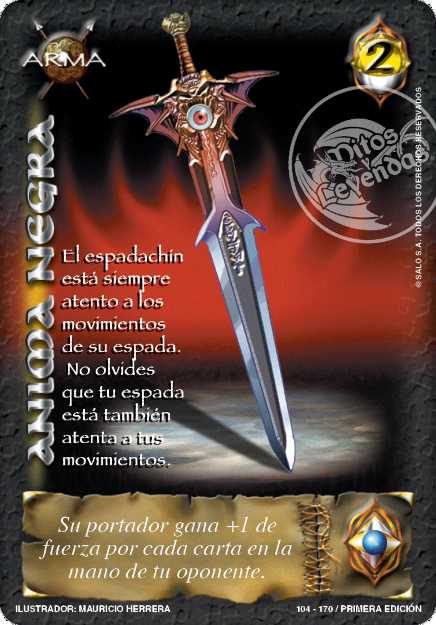 ARMA
2
Mitos
Leyendas
ANIMA NEGRA
El espadachín
está siempre
atento a los
movimientos
de su espada.
No olvides
que tu espada
está también
atenta a tus
movimientos.
© SALO S.A. TODOS LOS DERECHOS RESERVADOS
Su portador gana +1 de
fuerza por cada carta en la
mano de tu oponente.
ILUSTRADOR: MAURICIO HERRERA
104 - 170 / PRIMERA EDICIÓN